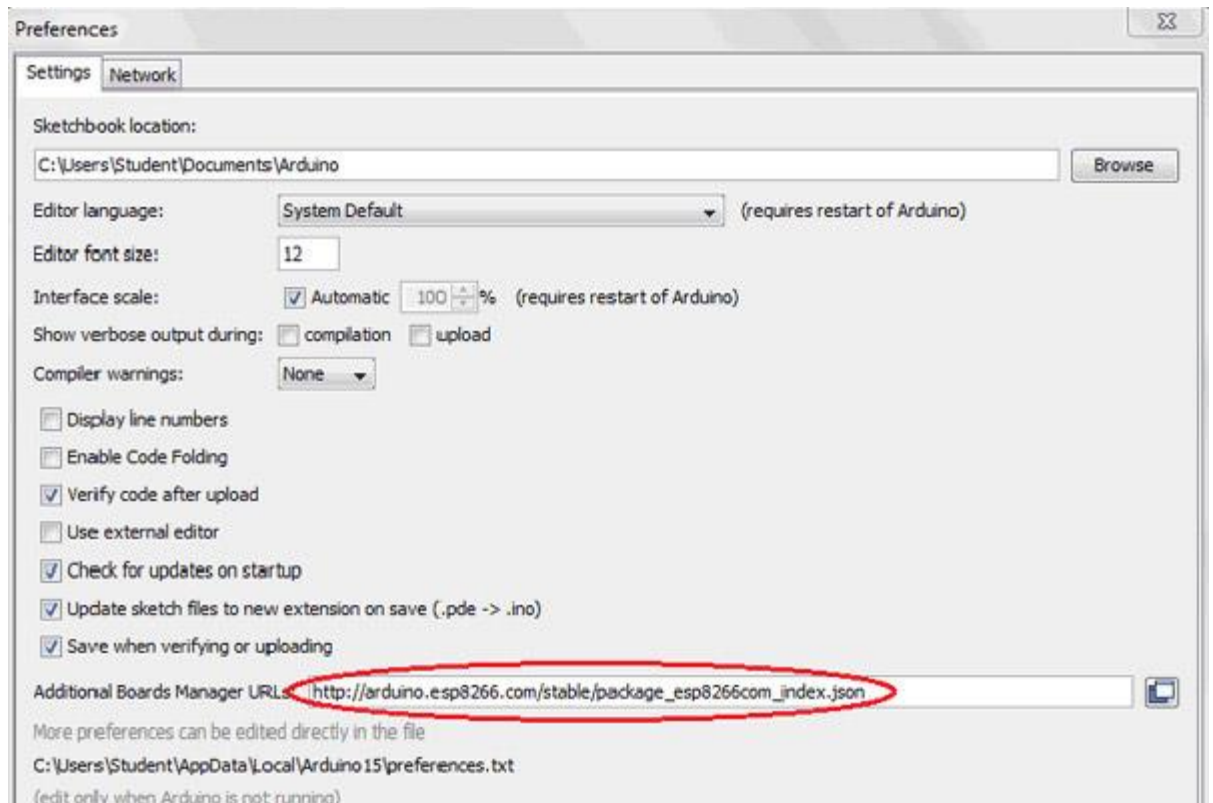 Preferences
Settings Network
Sketchbook location:
C:\Users\Student\Documents\Arduino Browse
Editor language: System Default (requires restart of Arduino)
Editor font size: 12
Interface scale: Automatic 100 % (requires restart of Arduino)
Show verbose output during: compilation upload
Compiler warnings: None
Display line numbers
Enable Code Folding
Verify code after upload
Use external editor
Check for updates on startup
Update sketch files to new extension on save (.pde -> .ino)
Save when verifying or uploading
Additional Boards Manager URLs: http://arduino.esp8266.com/stable/package_esp8266com_index.json
More preferences can be edited directly in the file
C:\Users\Student\AppData\Local\Arduino15\preferences.txt
(edit only when Arduino is not running)